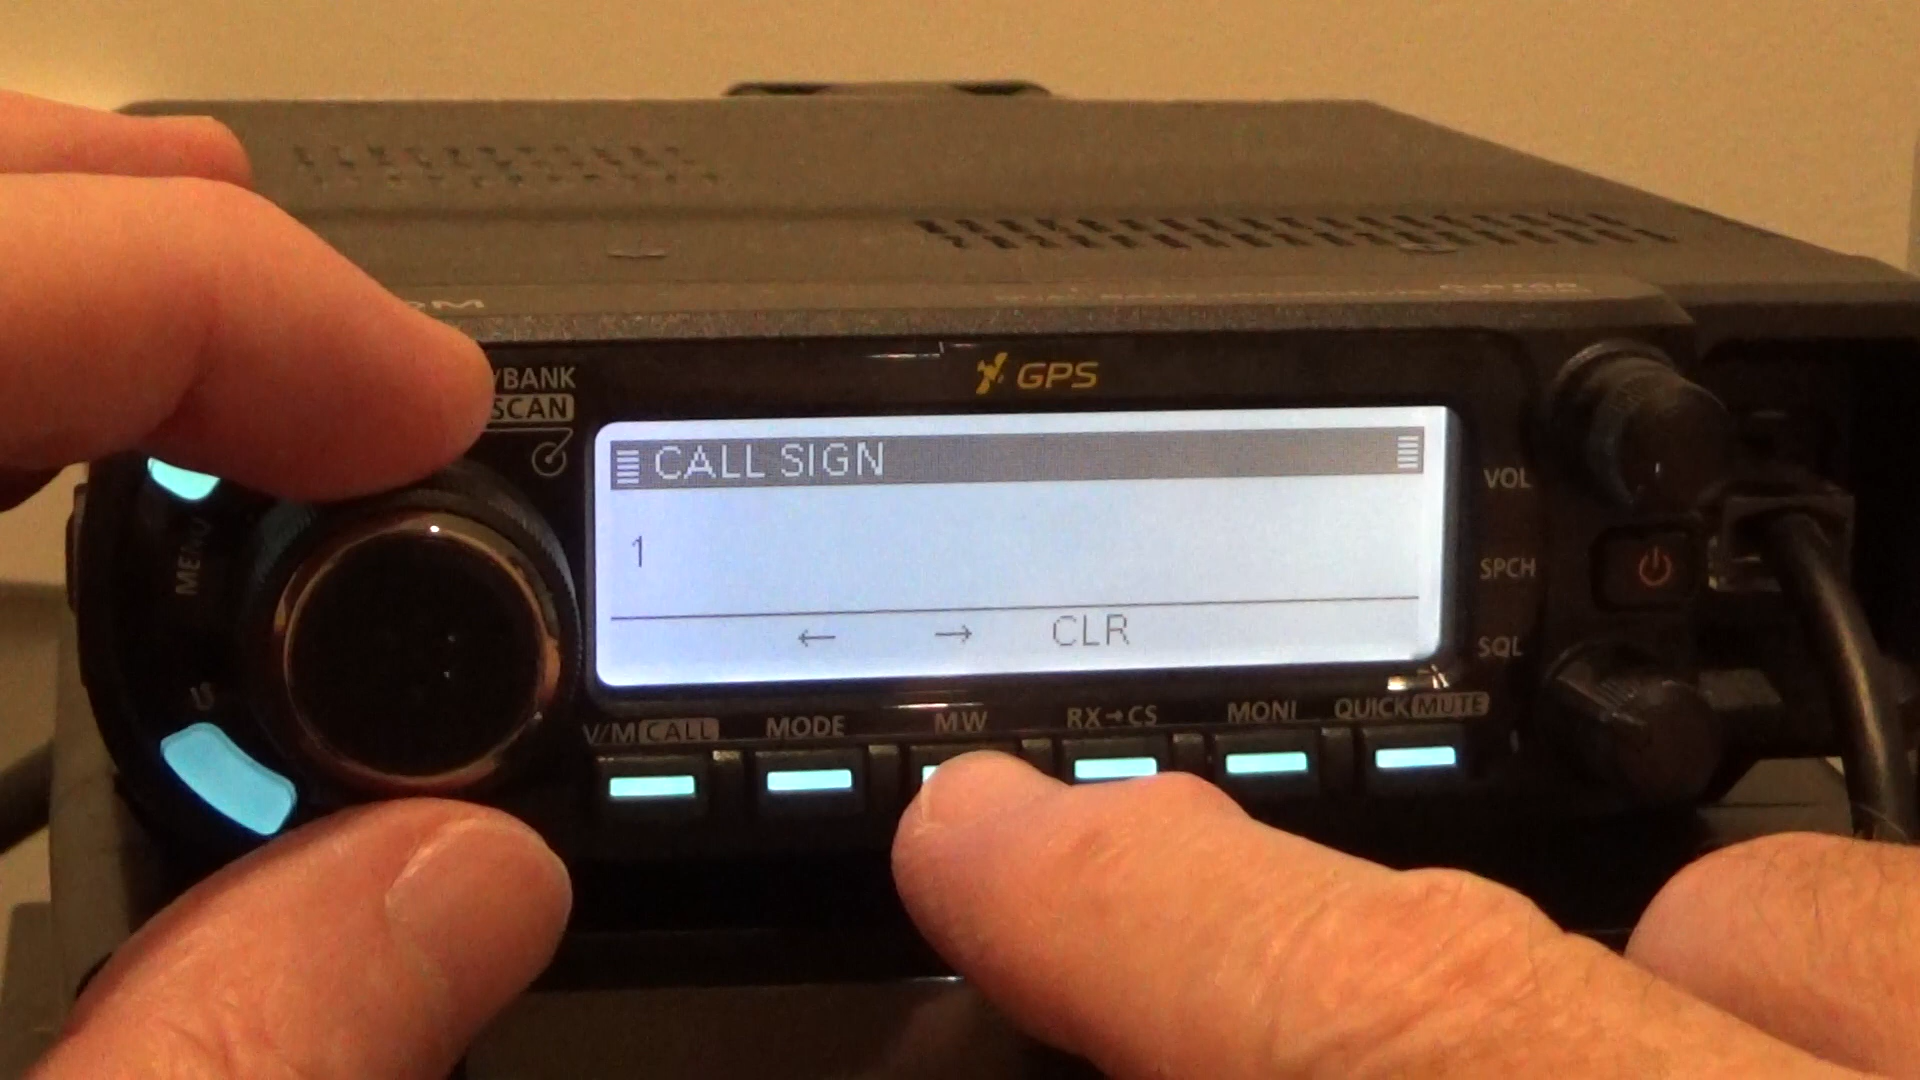 /BANK
SCAN
GPS
CALL SIGN
1
← → CLR
VOL
SPCH
SQL
MENU
V/M CALL MODE MW RX→CS MONI QUICK MUTE